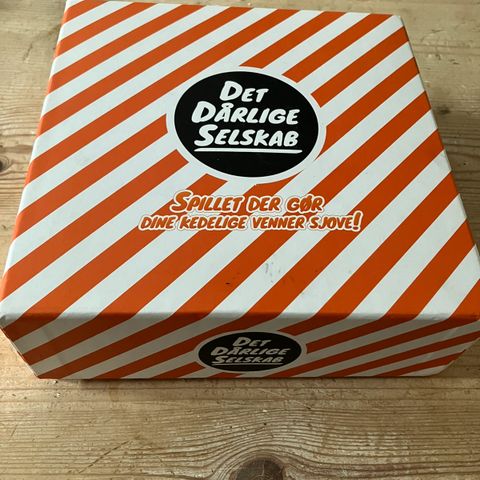 DET
DÅRLIGE
SELSKAB
SPILLET DER GØR
DINE KEDELIGE VENNER SJOVE!
DET
DÅRLIGE
SELSKAB